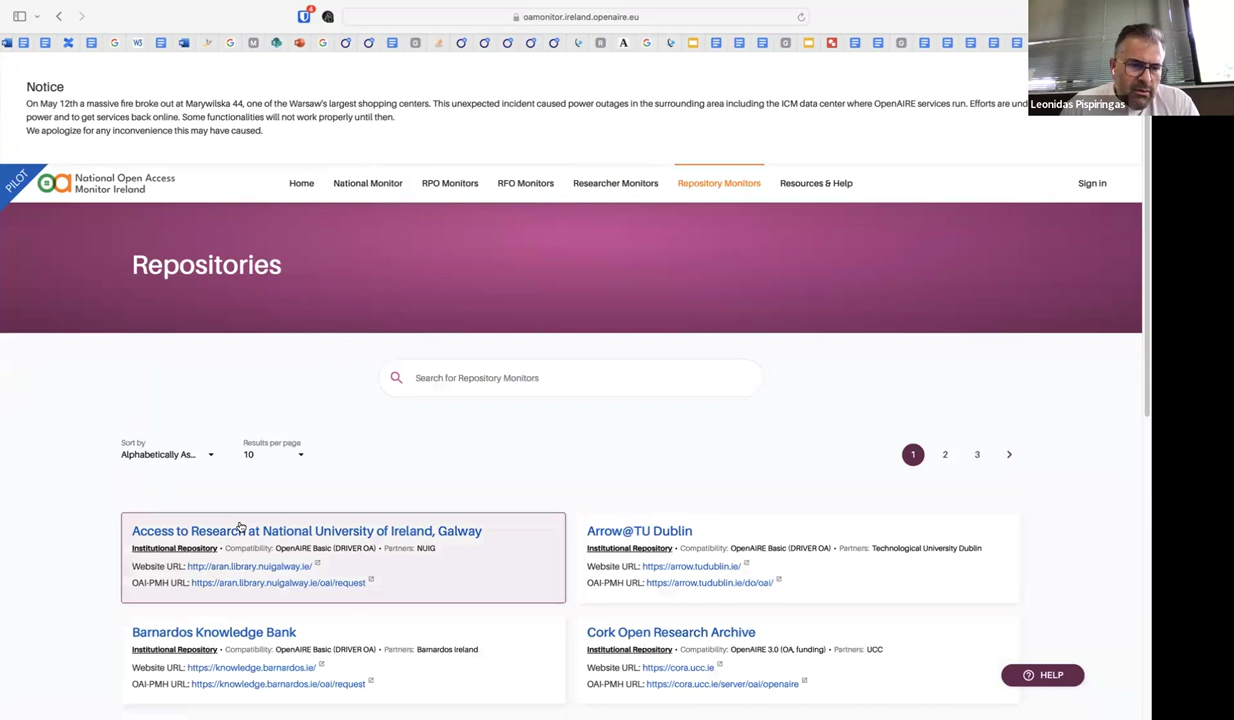 4
oamonitor.ireland.openaire.eu
Notice
On May 12th a massive fire broke out at Marywilska 44, one of the Warsaw's largest shopping centers. This unexpected incident caused power outages in the surrounding area including the ICM data center where OpenAIRE services run. Efforts are
power and to get services back online. Some functionalities will not work properly until then.
We apologize for any inconvenience this may have caused.
Leonidas Pispiringas
PILOT
National Open Access
Monitor Ireland
Home National Monitor RPO Monitors RFO Monitors Researcher Monitors Repository Monitors Resources & Help Sign in
Repositories
Search for Repository Monitors
Sort by
Alphabetically As...
Results per page
10
1 2 3
Access to Research at National University of Ireland, Galway
Institutional Repository • Compatibility: OpenAIRE Basic (DRIVER OA) • Partners: NUIG
Website URL: http://aran.library.nuigalway.ie/
OAI-PMH URL: https://aran.library.nuigalway.ie/oai/request
Arrow@TU Dublin
Institutional Repository • Compatibility: OpenAIRE Basic (DRIVER OA) • Partners: Technological University Dublin
Website URL: https://arrow.tudublin.ie/
OAI-PMH URL: https://arrow.tudublin.ie/do/oai/
Barnardos Knowledge Bank
Institutional Repository • Compatibility: OpenAIRE Basic (DRIVER OA) • Partners: Barnardos Ireland
Website URL: https://knowledge.barnardos.ie/
OAI-PMH URL: https://knowledge.barnardos.ie/oai/request
Cork Open Research Archive
Institutional Repository • Compatibility: OpenAIRE 3.0 (OA, funding) • Partners: UCC
Website URL: https://cora.ucc.ie
OAI-PMH URL: https://cora.ucc.ie/server/oai/openaire
HELP